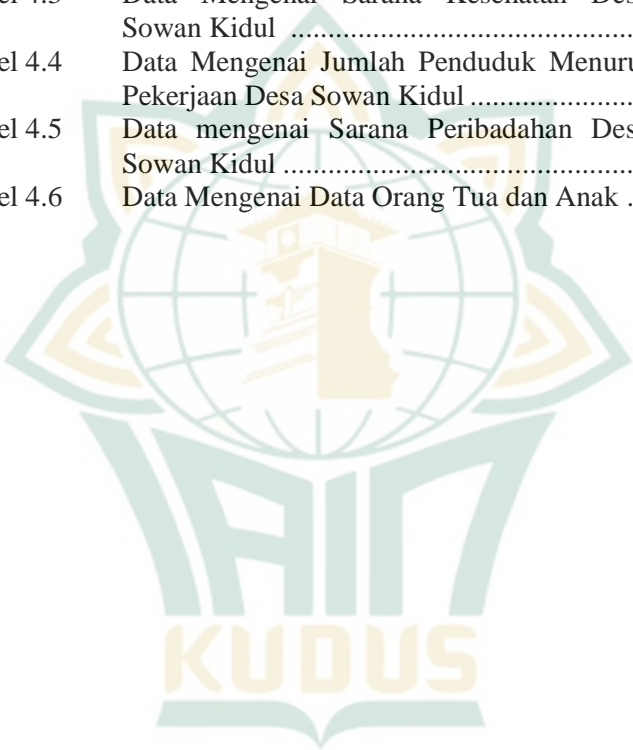 el 4.3 Data Mengenai Sarana Kesehatan Des
Sowan Kidul ....................................
el 4.4 Data Mengenai Jumlah Penduduk Menuru
Pekerjaan Desa Sowan Kidul ......................
el 4.5 Data mengenai Sarana Peribadahan Des
Sowan Kidul ....................................
el 4.6 Data Mengenai Data Orang Tua dan Anak .
IAIN
KUDUS